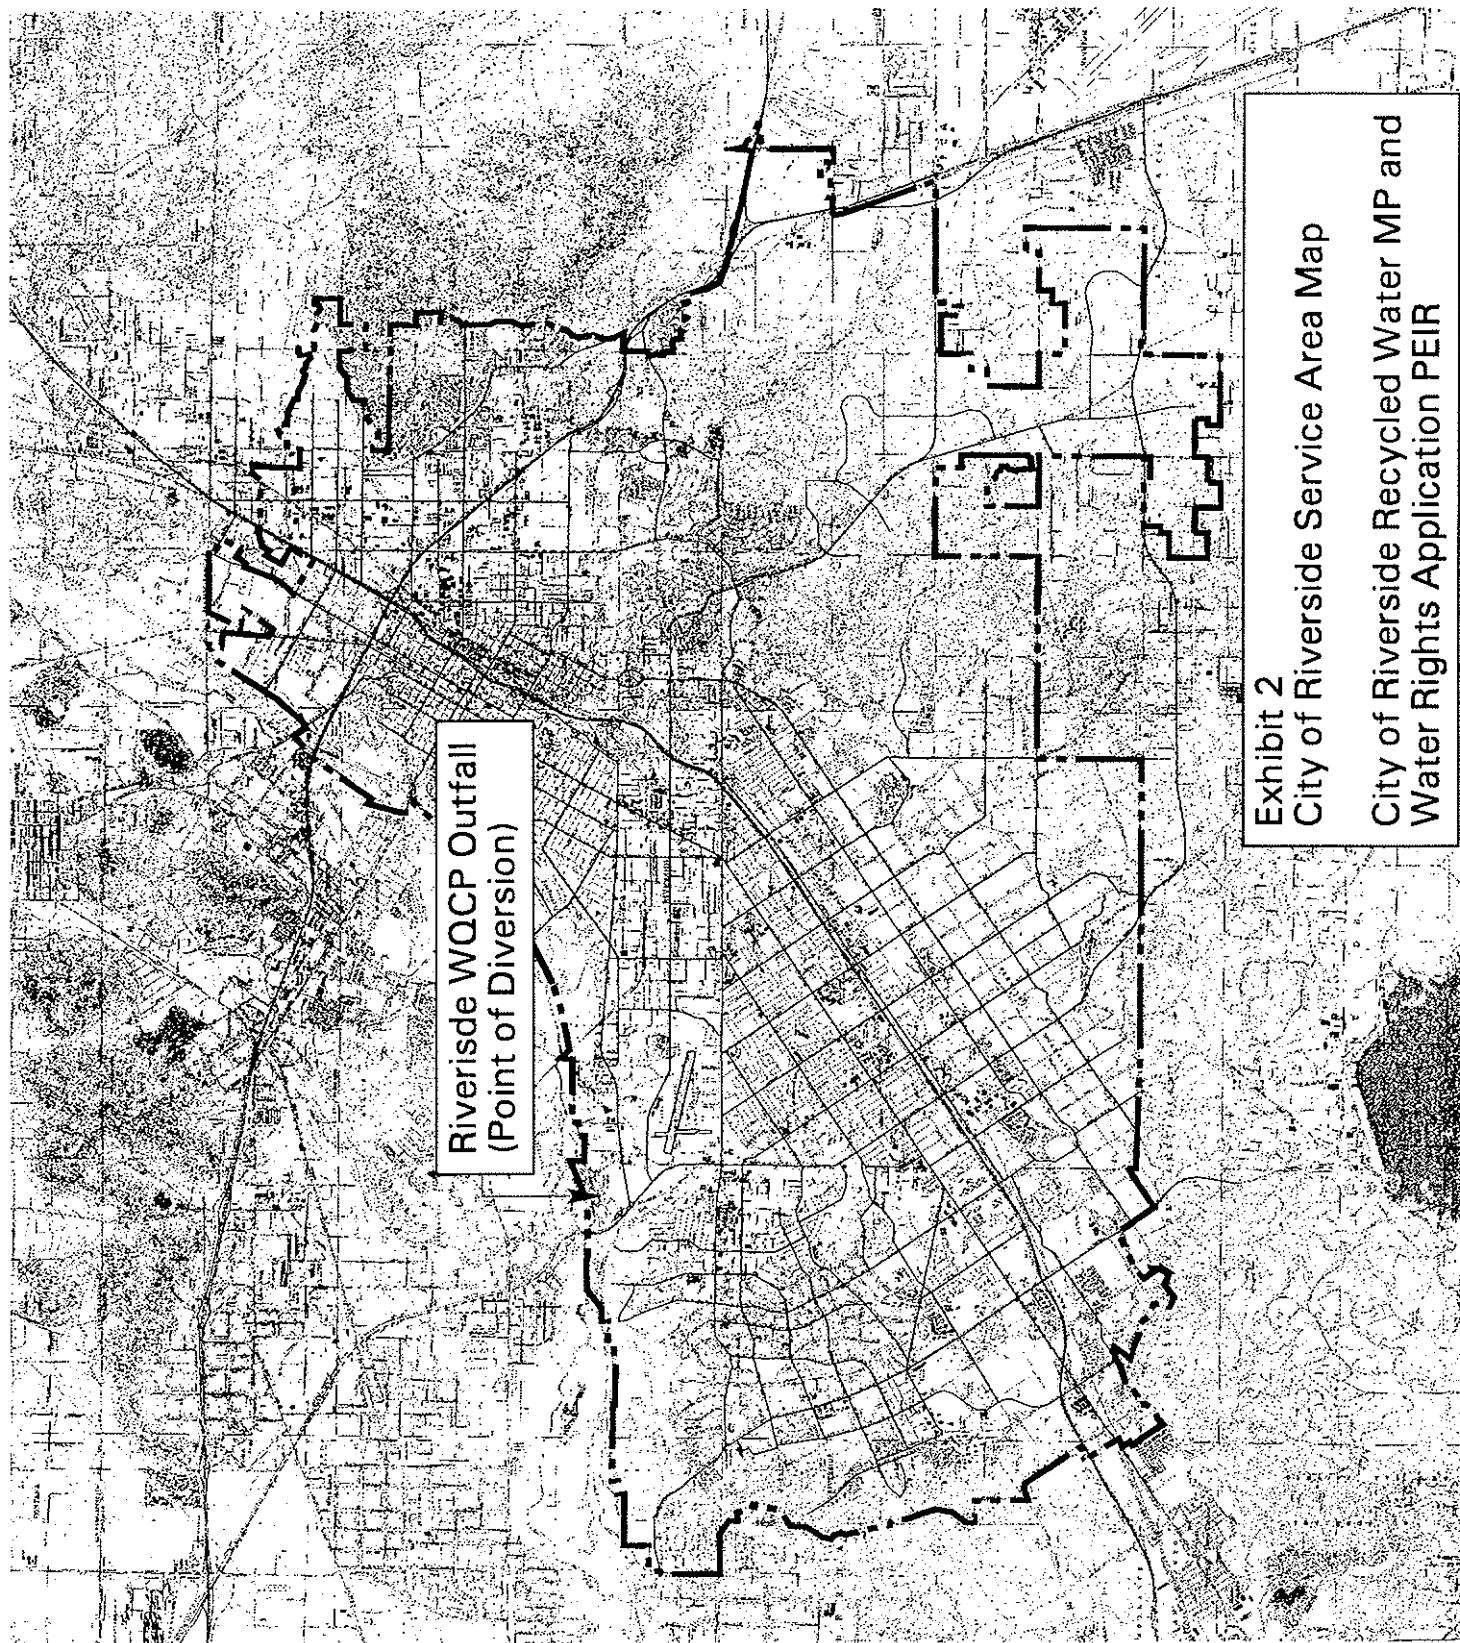 Riveriside WQCP Outfall
(Point of Diversion)
Exhibit 2
City of Riverside Service Area Map
City of Riverside Recycled Water MP and
Water Rights Application PEIR